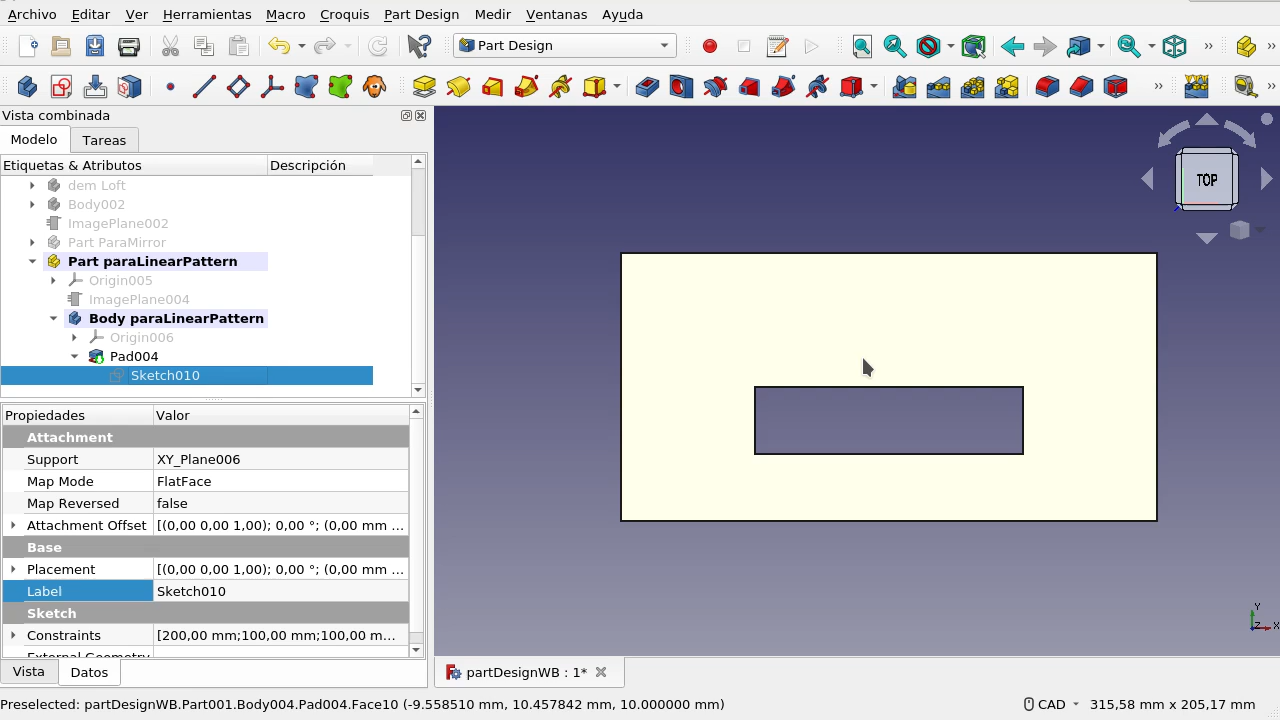 Archivo Editar Ver Herramientas Macro Croquis Part Design Medir Ventanas Ayuda
Part Design
Vista combinada
Modelo Tareas
Etiquetas & Atributos Descripción
dem Loft
Body002
ImagePlane002
Part ParaMirror
Part paraLinearPattern
Origin005
ImagePlane004
Body paraLinearPattern
Origin006
Pad004
Sketch010
Propiedades Valor
Attachment
Support XY_Plane006
Map Mode FlatFace
Map Reversed false
Attachment Offset [(0,00 0,00 1,00); 0,00 °; (0,00 mm ...
Base
Placement [(0,00 0,00 1,00); 0,00 °; (0,00 mm ...
Label Sketch010
Sketch
Constraints [200,00 mm;100,00 mm;100,00 m...
External Geometry
Vista Datos
TOP
Y
Z X
partDesignWB : 1*
Preselected: partDesignWB.Part001.Body004.Pad004.Face10 (-9.558510 mm, 10.457842 mm, 10.000000 mm)
CAD 315,58 mm x 205,17 mm